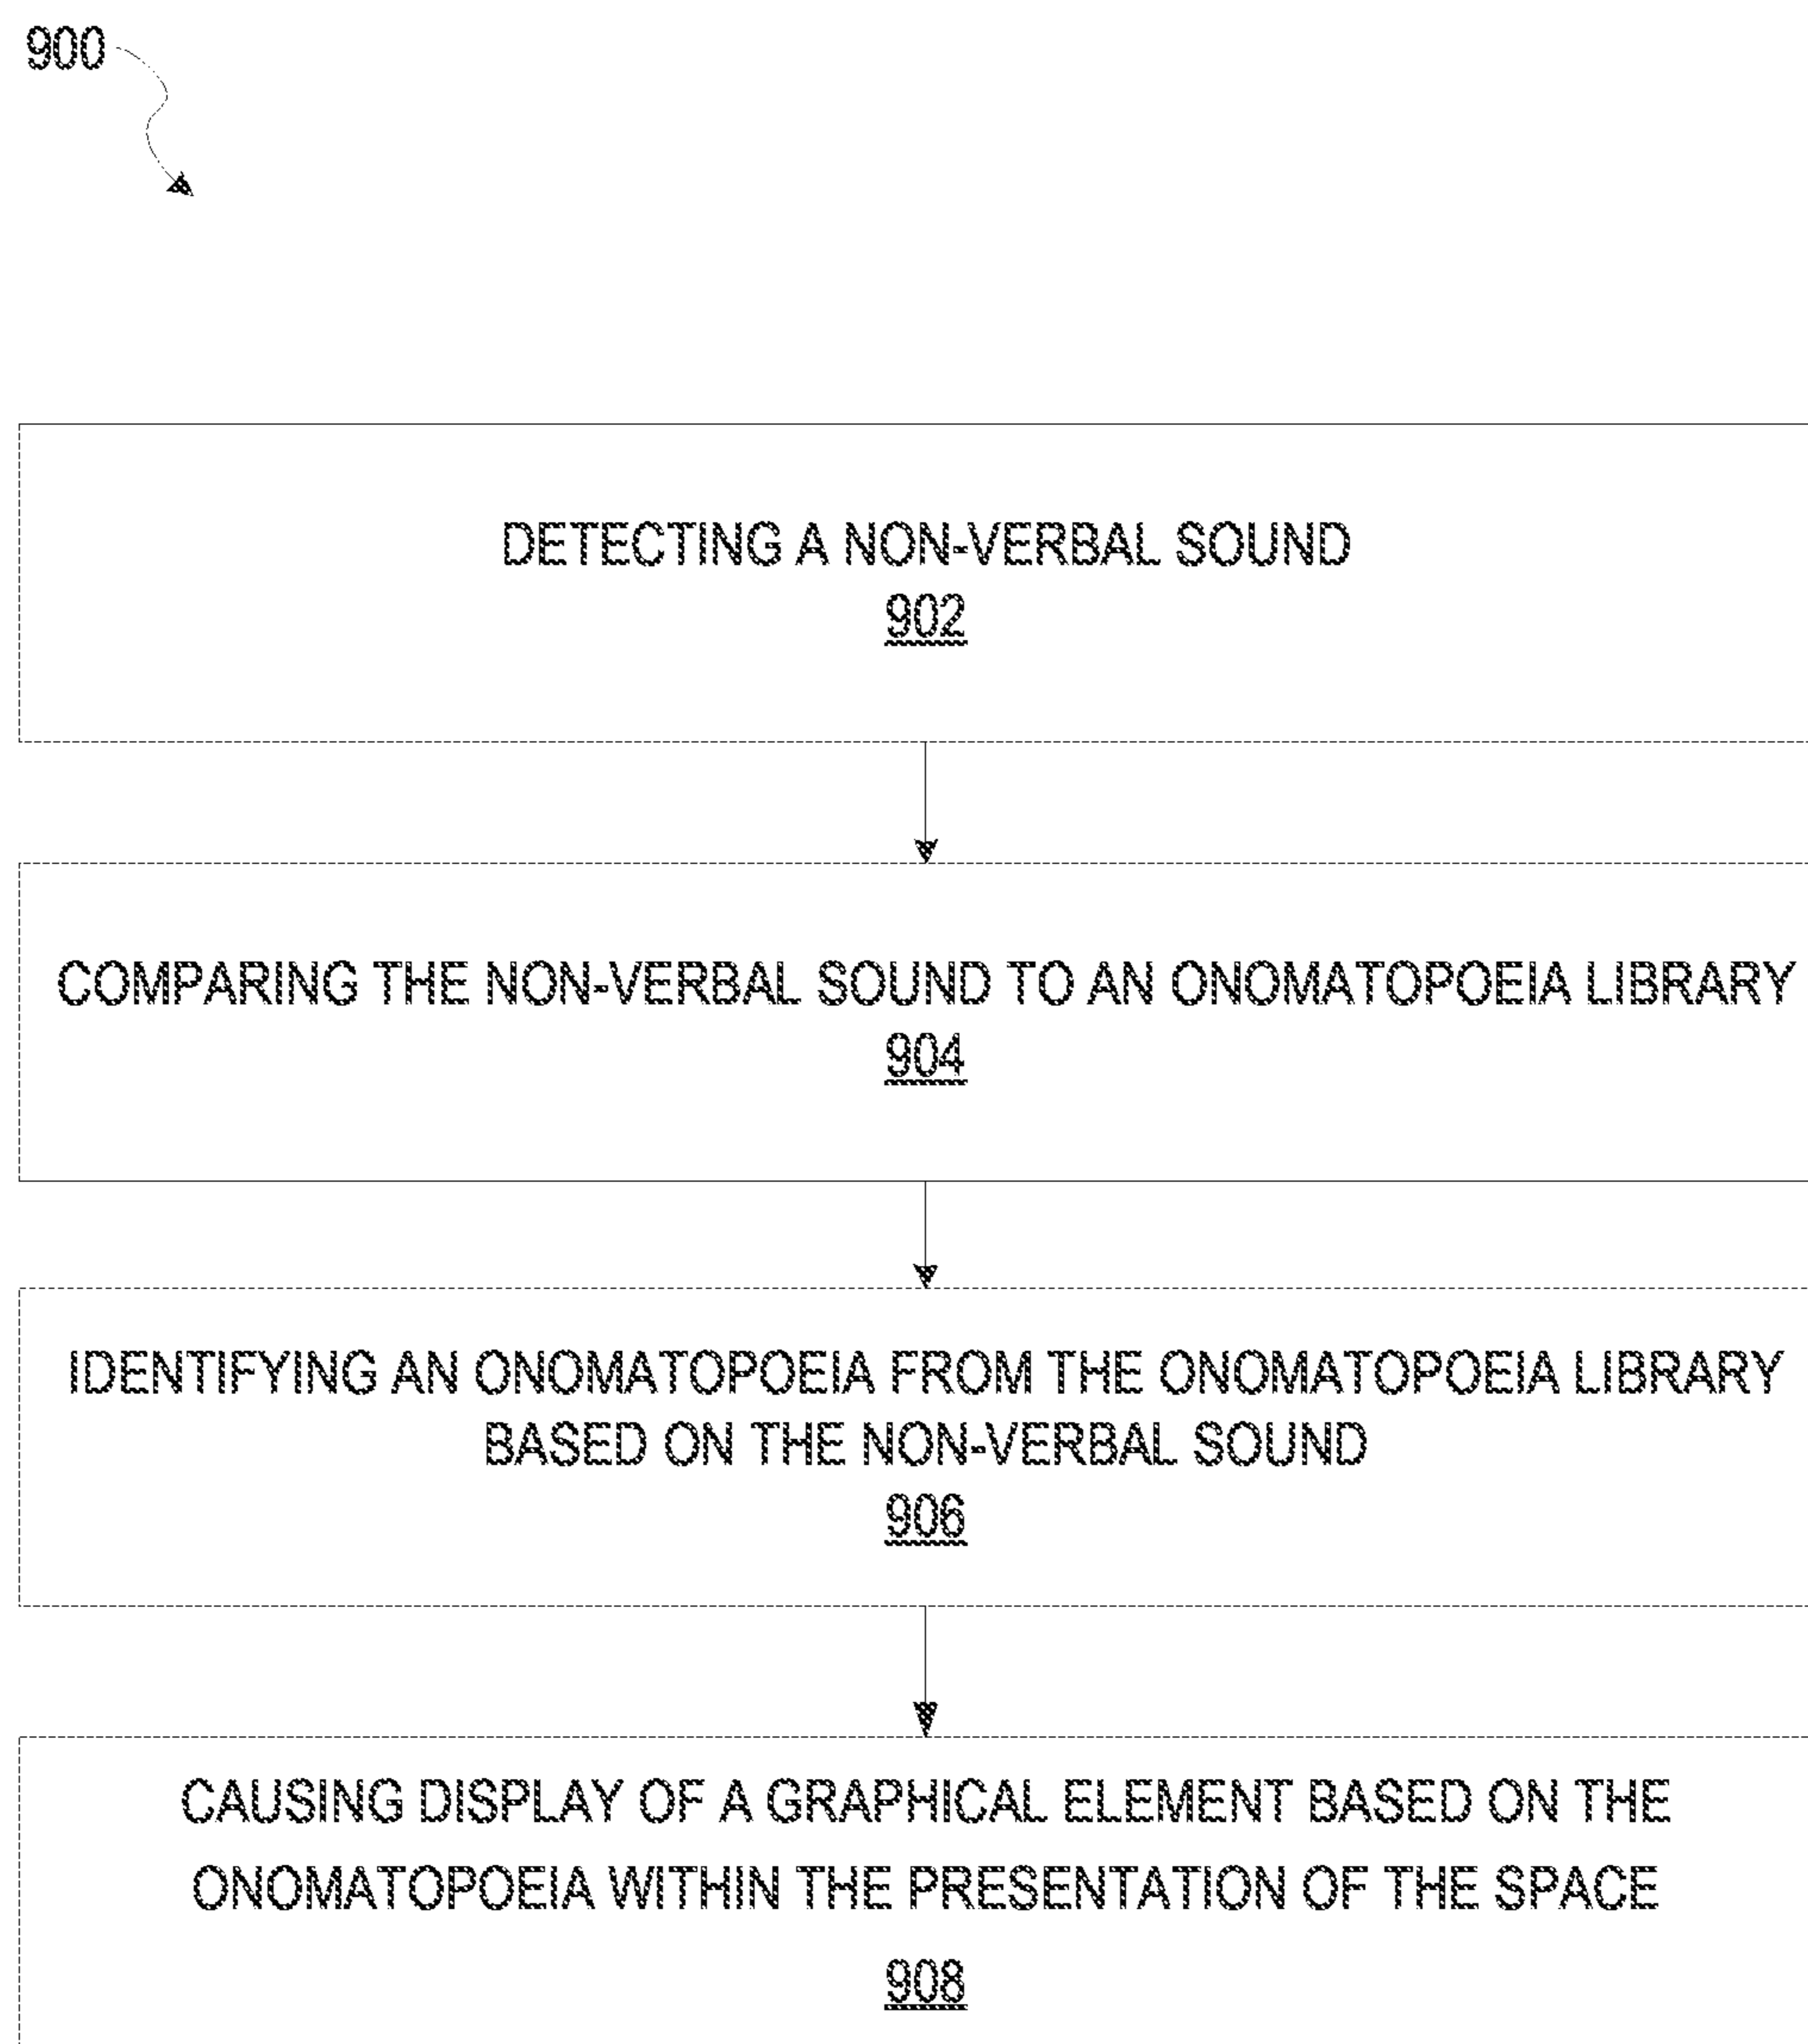 900
DETECTING A NON-VERBAL SOUND
902
COMPARING THE NON-VERBAL SOUND TO AN ONOMATOPOEIA LIBRARY
904
IDENTIFYING AN ONOMATOPOEIA FROM THE ONOMATOPOEIA LIBRARY
BASED ON THE NON-VERBAL SOUND
906
CAUSING DISPLAY OF A GRAPHICAL ELEMENT BASED ON THE
ONOMATOPOEIA WITHIN THE PRESENTATION OF THE SPACE
908